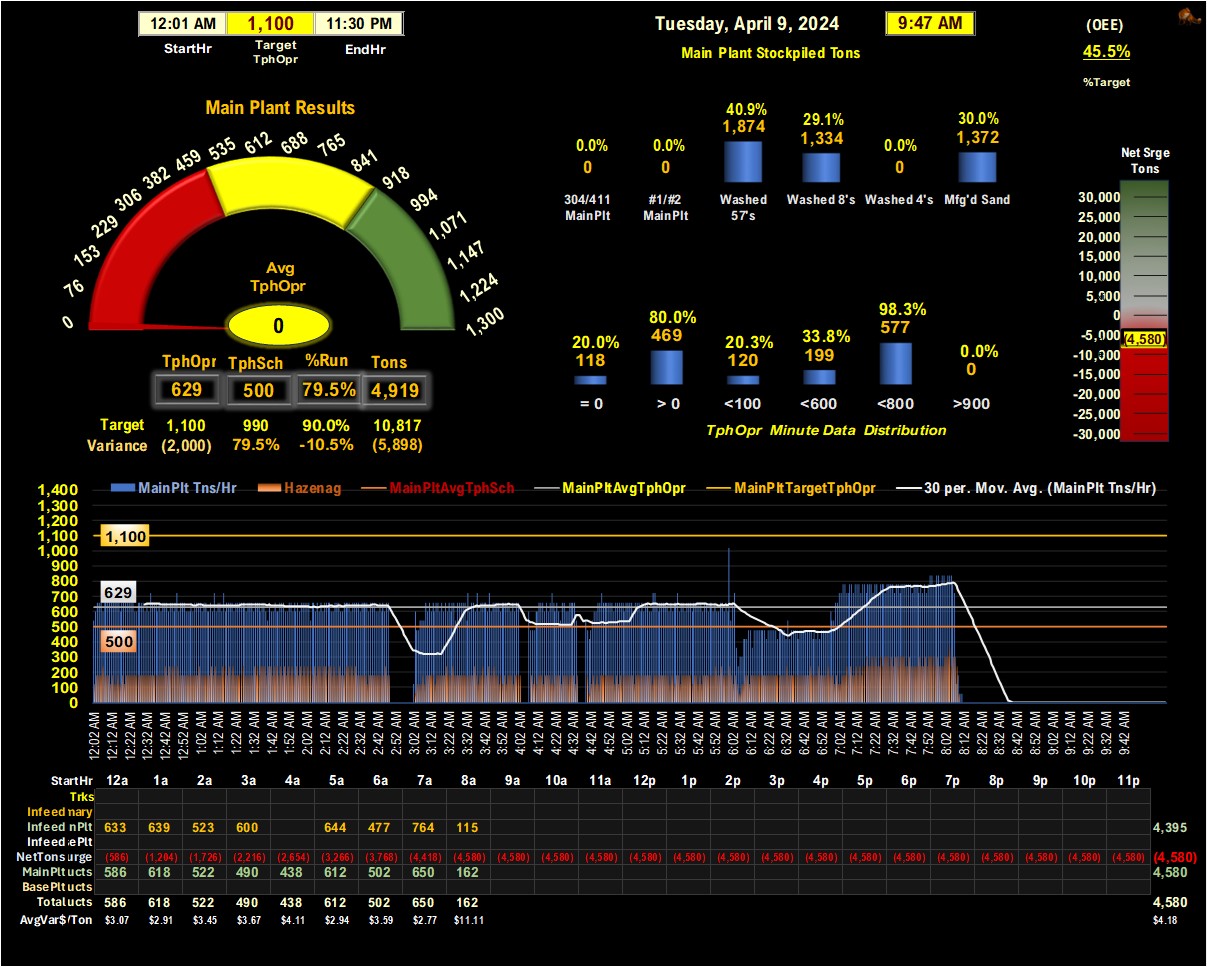 12:01 AM 1,100 11:30 PM
StartHr Target TphOpr EndHr
Tuesday, April 9, 2024 9:47 AM
Main Plant Stockpiled Tons
(OEE)
45.5%
%Target
Main Plant Results
0 76 153 229 306 382 459 535 612 688 765 841 918 994 1,071 1,147 1,224 1,300
Avg
TphOpr
0
TphOpr TphSch %Run Tons
629 500 79.5% 4,919
Target 1,100 990 90.0% 10,817
Variance (2,000) 79.5% -10.5% (5,898)
0.0% 0.0% 40.9% 29.1% 0.0% 30.0%
0 0 1,874 1,334 0 1,372
304/411 #1/#2 Washed Washed 8's Washed 4's Mfg'd Sand
MainPlt MainPlt 57's
20.0% 80.0% 20.3% 33.8% 98.3% 0.0%
118 469 120 199 577 0
= 0 > 0 <100 <600 <800 >900
TphOpr Minute Data Distribution
Net Srge
Tons
30,000
25,000
20,000
15,000
10,000
5,000
0
-5,000
(4,580)
-10,000
-15,000
-20,000
-25,000
-30,000
MainPlt Tns/Hr Hazenag MainPltAvgTphSch MainPltAvgTphOpr MainPltTargetTphOpr 30 per. Mov. Avg. (MainPlt Tns/Hr)
1,400
1,300
1,200
1,100
1,000
900
800
700
600
500
400
300
200
100
0
1,100
629
500
12:02 AM 12:12 AM 12:22 AM 12:32 AM 12:42 AM 12:52 AM 1:02 AM 1:12 AM 1:22 AM 1:32 AM 1:42 AM 1:52 AM 2:02 AM 2:12 AM 2:22 AM 2:32 AM 2:42 AM 2:52 AM 3:02 AM 3:12 AM 3:22 AM 3:32 AM 3:42 AM 3:52 AM 4:02 AM 4:12 AM 4:22 AM 4:32 AM 4:42 AM 4:52 AM 5:02 AM 5:12 AM 5:22 AM 5:32 AM 5:42 AM 5:52 AM 6:02 AM 6:12 AM 6:22 AM 6:32 AM 6:42 AM 6:52 AM 7:02 AM 7:12 AM 7:22 AM 7:32 AM 7:42 AM 7:52 AM 8:02 AM 8:12 AM 8:22 AM 8:32 AM 8:42 AM 8:52 AM 9:02 AM 9:12 AM 9:22 AM 9:32 AM 9:42 AM
StartHr 12a 1a 2a 3a 4a 5a 6a 7a 8a 9a 10a 11a 12p 1p 2p 3p 4p 5p 6p 7p 8p 9p 10p 11p
Trks
Infeed mary
Infeed nPlt 633 639 523 600 644 477 764 115 4,395
Infeed ePlt
NetTons urge (586) (1,204) (1,726) (2,216) (2,654) (3,266) (3,768) (4,418) (4,580) (4,580) (4,580) (4,580) (4,580) (4,580) (4,580) (4,580) (4,580) (4,580) (4,580) (4,580) (4,580) (4,580) (4,580) (4,580) (4,580)
MainPlt ucts 586 618 522 490 438 612 502 650 162 4,580
BasePlt ucts
Total ucts 586 618 522 490 438 612 502 650 162 4,580
AvgVar$/Ton $3.07 $2.91 $3.45 $3.67 $4.11 $2.94 $3.59 $2.77 $11.11 $4.18